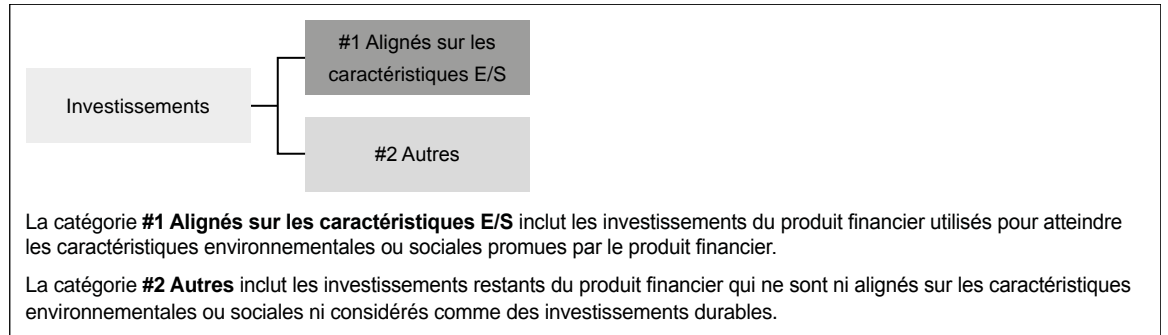 #1 Alignés sur les
caractéristiques E/S
Investissements
#2 Autres
La catégorie #1 Alignés sur les caractéristiques E/S inclut les investissements du produit financier utilisés pour atteindre
les caractéristiques environnementales ou sociales promues par le produit financier.
La catégorie #2 Autres inclut les investissements restants du produit financier qui ne sont ni alignés sur les caractéristiques
environnementales ou sociales ni considérés comme des investissements durables.